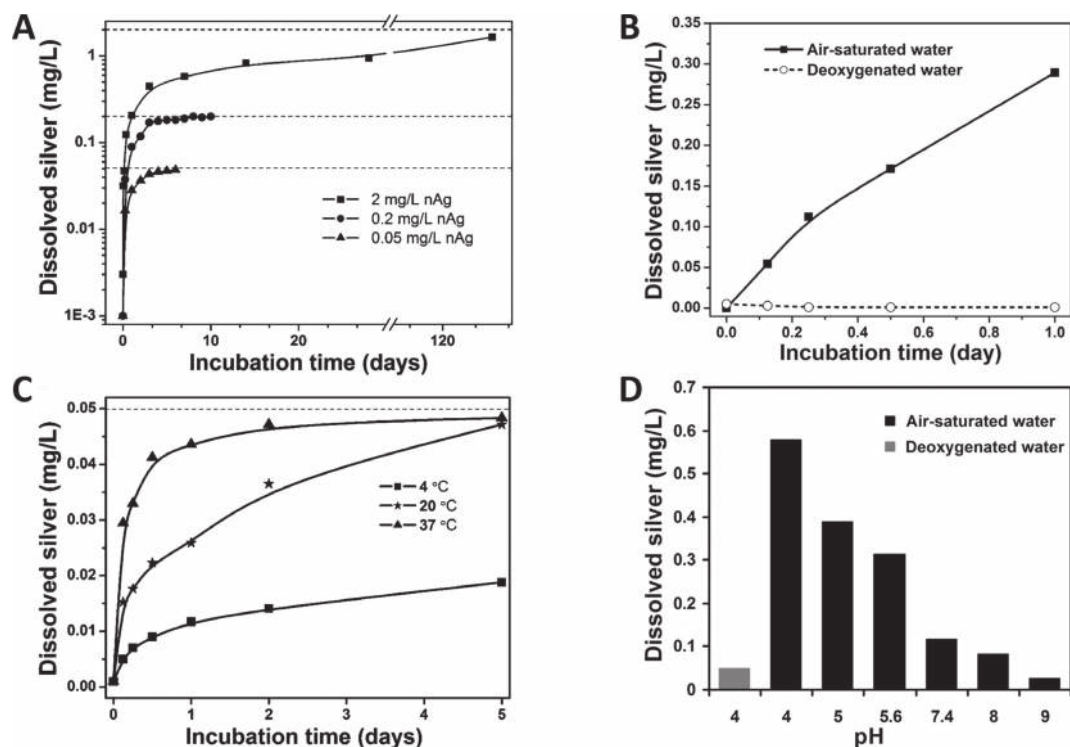 A
Dissolved silver (mg/L)
1
0.1
0.01
1E-3
2 mg/L nAg
0.2 mg/L nAg
0.05 mg/L nAg
0 20 120
Incubation time (days)
B
Dissolved silver (mg/L)
0.35
0.30
0.25
0.20
0.15
0.10
0.05
0.00
Air-saturated water
Deoxygenated water
0.0 0.2 0.4 0.6 0.8 1.0
Incubation time (day)
C
Dissolved silver (mg/L)
0.05
0.04
0.03
0.02
0.01
0.00
4 °C
20 °C
37 °C
0 1 2 3 4 5
Incubation time (days)
D
Dissolved silver (mg/L)
0.7
0.6
0.5
0.4
0.3
0.2
0.1
0
Air-saturated water
Deoxygenated water
4 4 5 5.6 7.4 8 9
pH